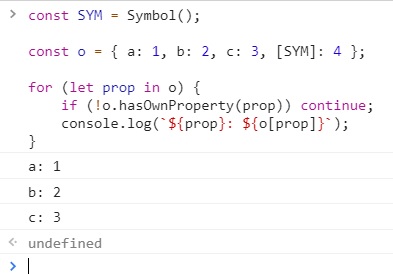 > const SYM = Symbol();
const o = { a: 1, b: 2, c: 3, [SYM]: 4 };
for (let prop in o) {
    if (!o.hasOwnProperty(prop)) continue;
    console.log(`${prop}: ${o[prop]}`);
}
a: 1
b: 2
c: 3
<· undefined
>